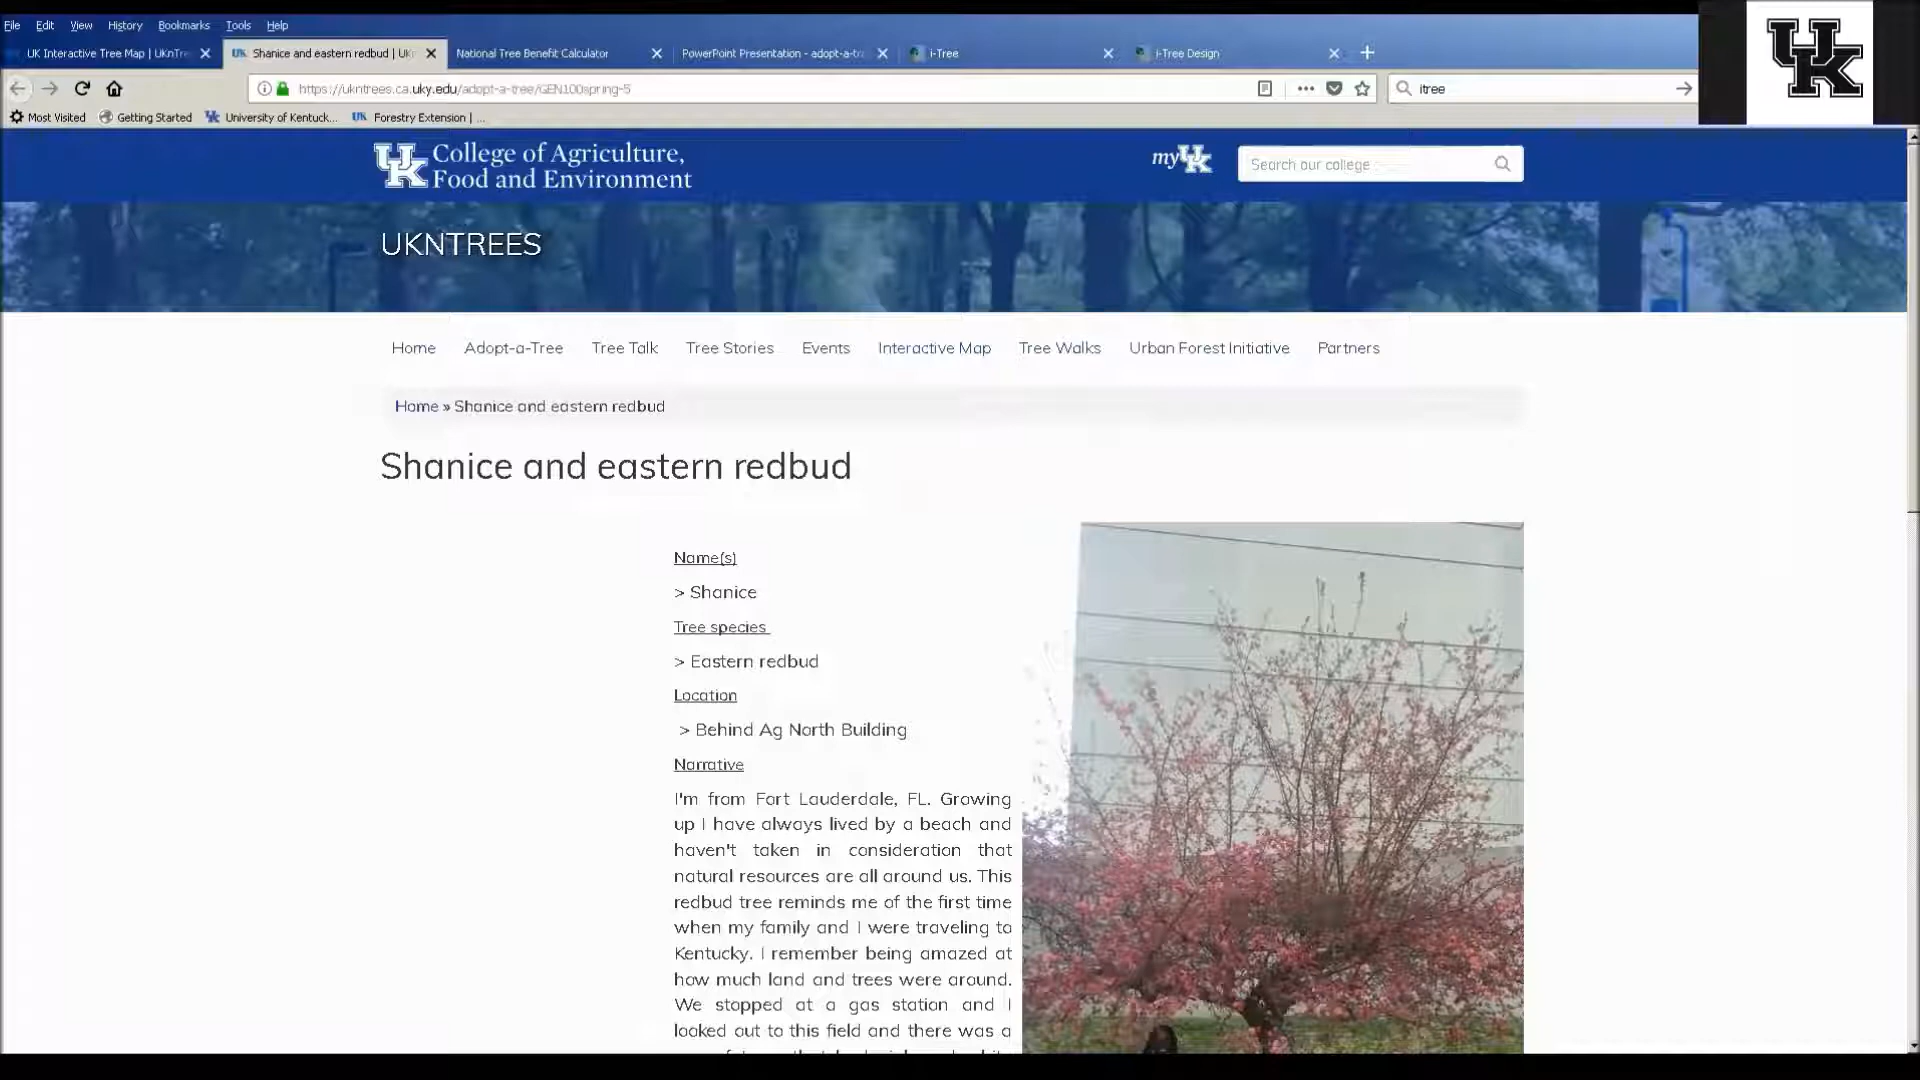 File Edit View History Bookmarks Tools Help
UK Interactive Tree Map | UKnTre
Shanice and eastern redbud | UK
National Tree Benefit Calculator
PowerPoint Presentation - adopt-a-tr
i-Tree
i-Tree Design
https://ukntrees.ca.uky.edu/adopt-a-tree/GEN100spring-5
itree
Most Visited Getting Started University of Kentuck... Forestry Extension | ...
UK College of Agriculture,
Food and Environment
myUK
Search our college
UK
UKNTREES
Home Adopt-a-Tree Tree Talk Tree Stories Events Interactive Map Tree Walks Urban Forest Initiative Partners
Home » Shanice and eastern redbud
Shanice and eastern redbud
Name(s)
> Shanice
Tree species
> Eastern redbud
Location
> Behind Ag North Building
Narrative
I'm from Fort Lauderdale, FL. Growing
up I have always lived by a beach and
haven't taken in consideration that
natural resources are all around us. This
redbud tree reminds me of the first time
when my family and I were traveling to
Kentucky. I remember being amazed at
how much land and trees were around.
We stopped at a gas station and I
looked out to this field and there was a